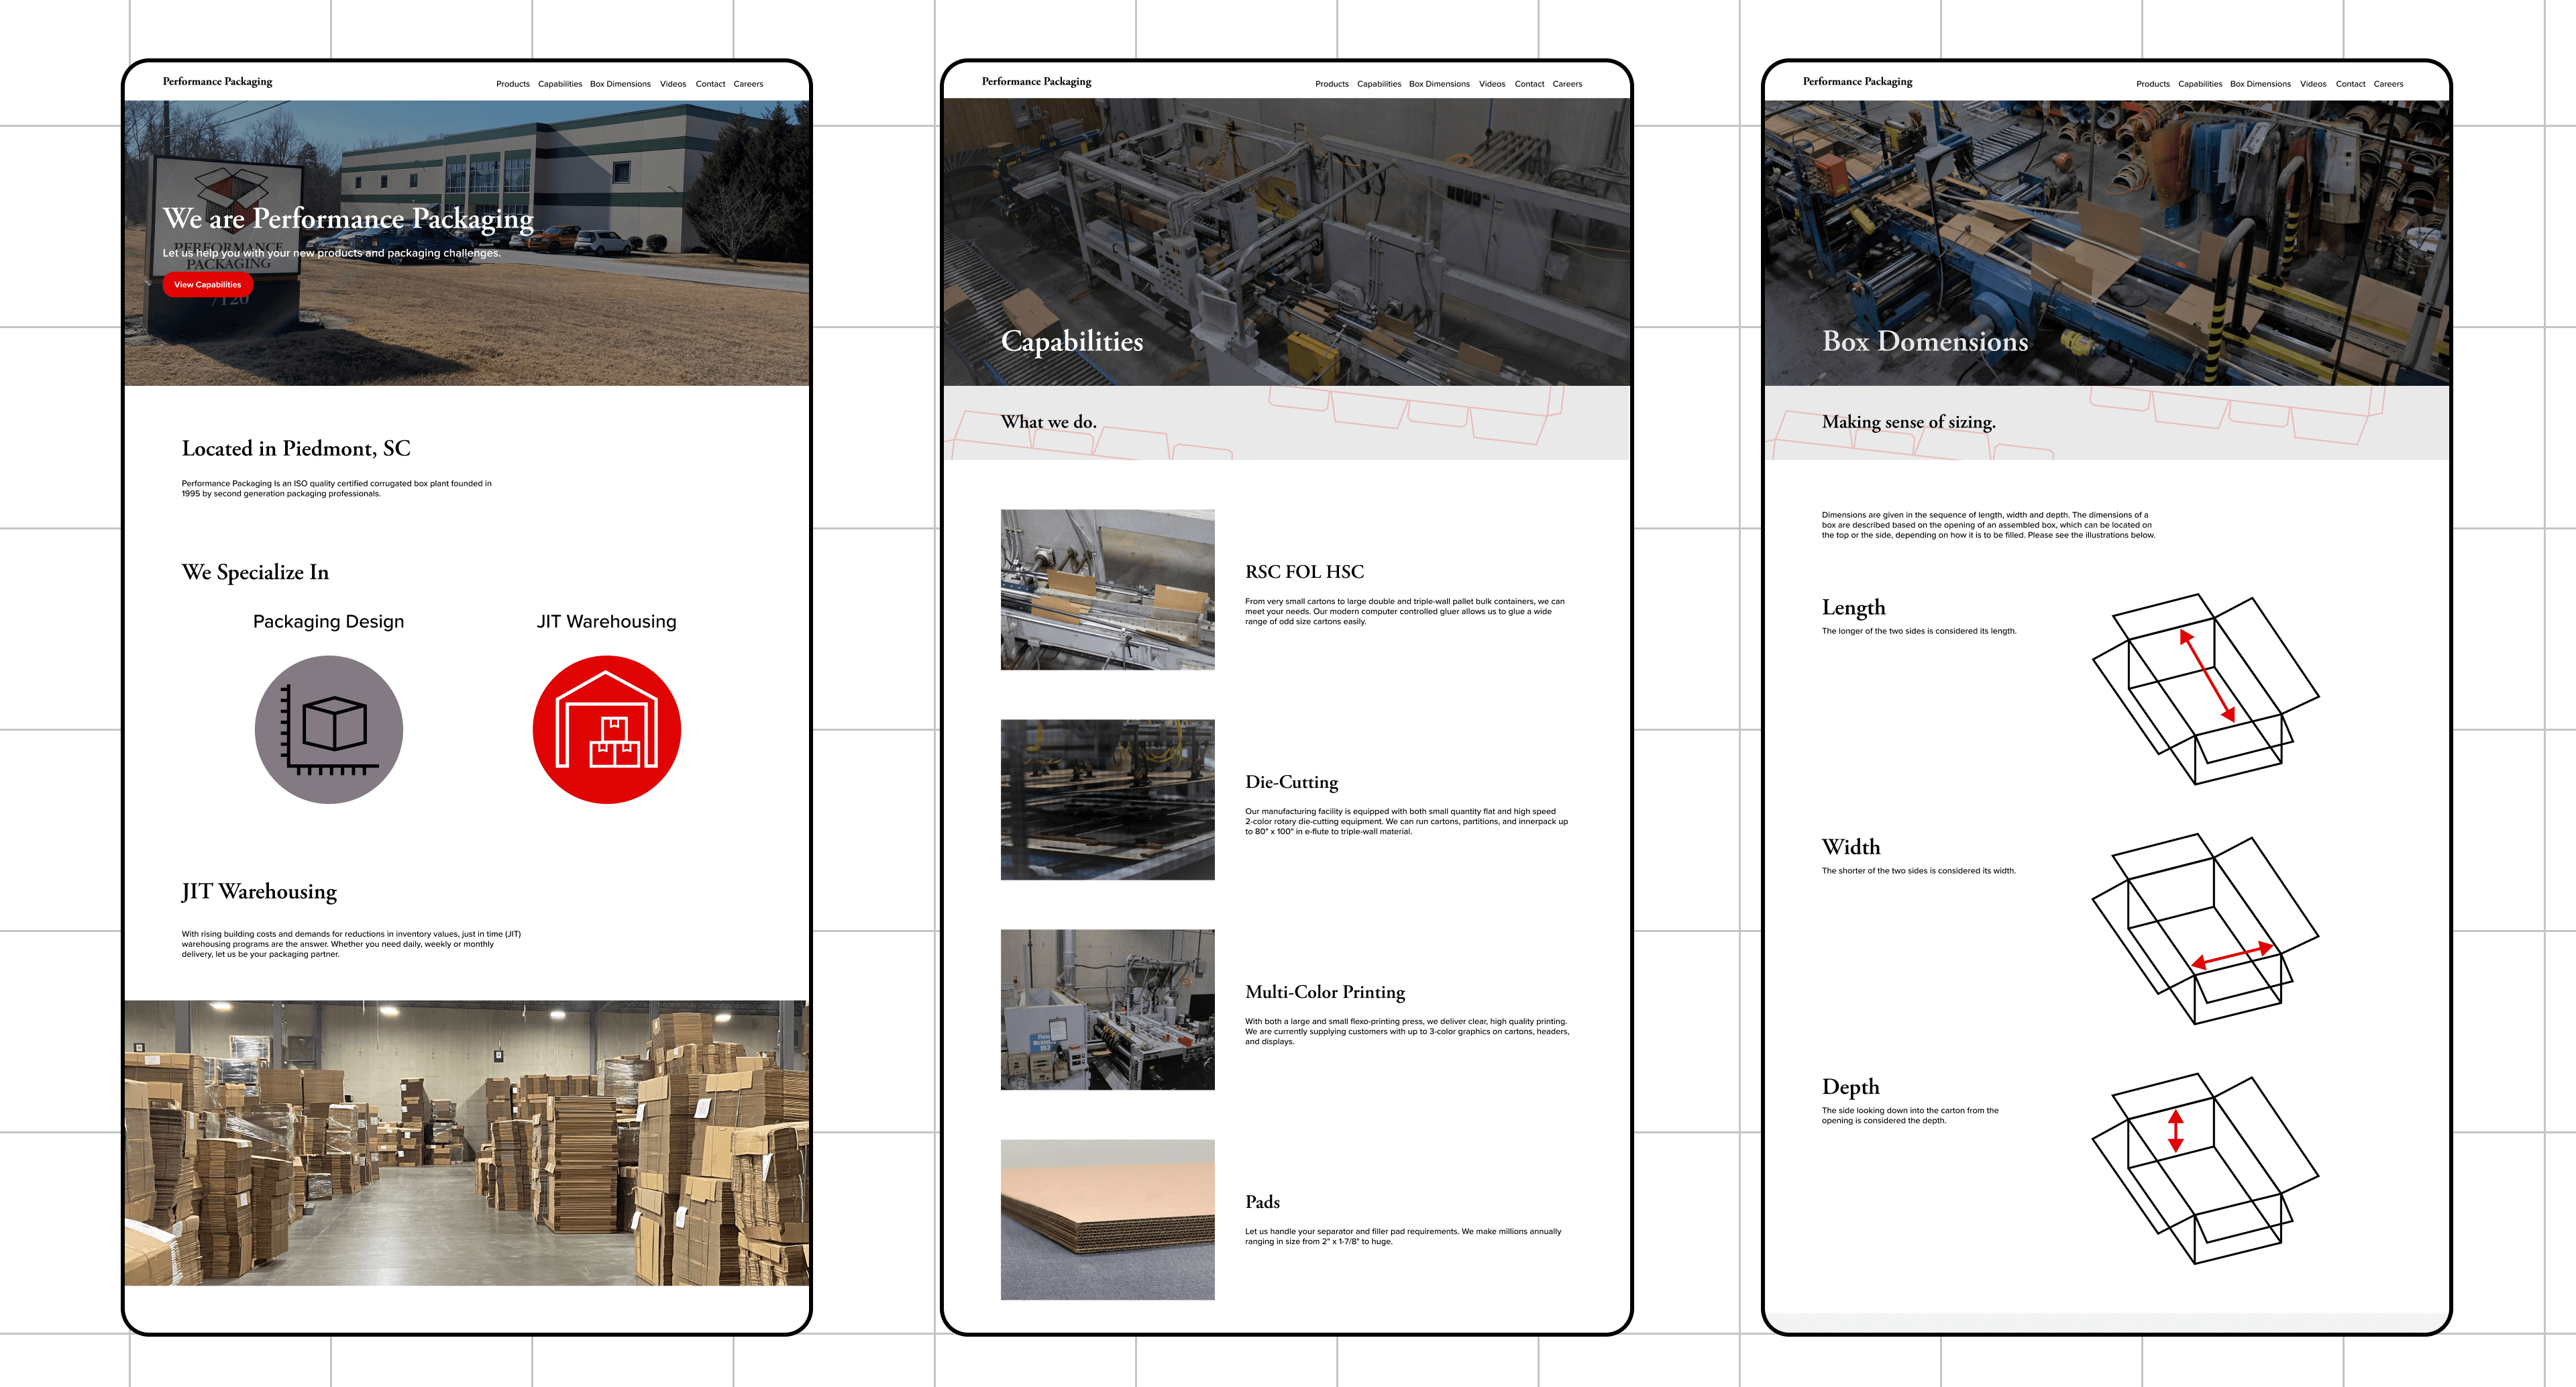 Performance Packaging
Products Capabilities Box Dimensions Videos Contact Careers
We are Performance Packaging
PERFORMANCE
Let us help you with your new products and packaging challenges.
PACKAGING
View Capabilities
7120
Located in Piedmont, SC
Performance Packaging Is an ISO quality certified corrugated box plant founded in
1995 by second generation packaging professionals.
We Specialize In
Packaging Design
JIT Warehousing
JIT Warehousing
With rising building costs and demands for reductions in inventory values, just in time (JIT)
warehousing programs are the answer. Whether you need daily, weekly or monthly
delivery, let us be your packaging partner.
Performance Packaging
Products Capabilities Box Dimensions Videos Contact Careers
Capabilities
What we do.
RSC FOL HSC
From very small cartons to large double and triple-wall pallet bulk containers, we can
meet your needs. Our modern computer controlled gluer allows us to glue a wide
range of odd size cartons easily.
Die-Cutting
Our manufacturing facility is equipped with both small quantity flat and high speed
2-color rotary die-cutting equipment. We can run cartons, partitions, and innerpack up
to 80" x 100" in e-flute to triple-wall material.
162
Multi-Color Printing
With both a large and small flexo-printing press, we deliver clear, high quality printing.
We are currently supplying customers with up to 3-color graphics on cartons, headers,
and displays.
Pads
Let us handle your separator and filler pad requirements. We make millions annually
ranging in size from 2" x 1-7/8" to huge.
Performance Packaging
Products Capabilities Box Dimensions Videos Contact Careers
Box Domensions
Making sense of sizing.
Dimensions are given in the sequence of length, width and depth. The dimensions of a
box are described based on the opening of an assembled box, which can be located on
the top or the side, depending on how it is to be filled. Please see the illustrations below.
Length
The longer of the two sides is considered its length.
Width
The shorter of the two sides is considered its width.
Depth
The side looking down into the carton from the
opening is considered the depth.